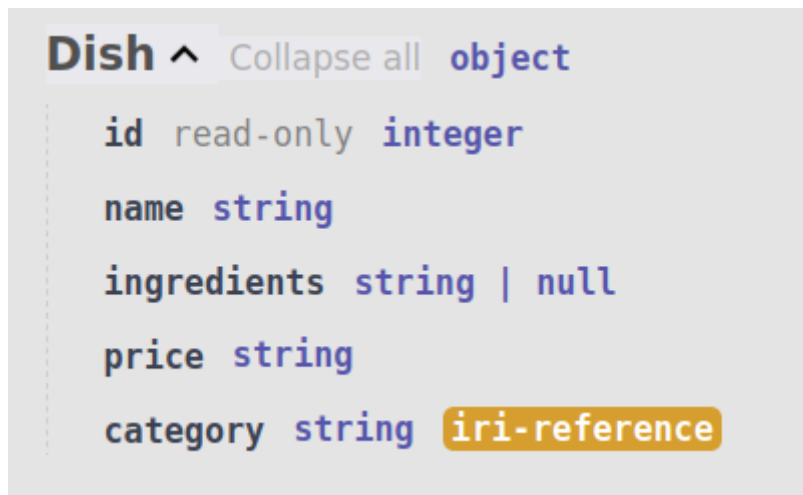 Dish Collapse all object
id read-only integer
name string
ingredients string | null
price string
category string iri-reference